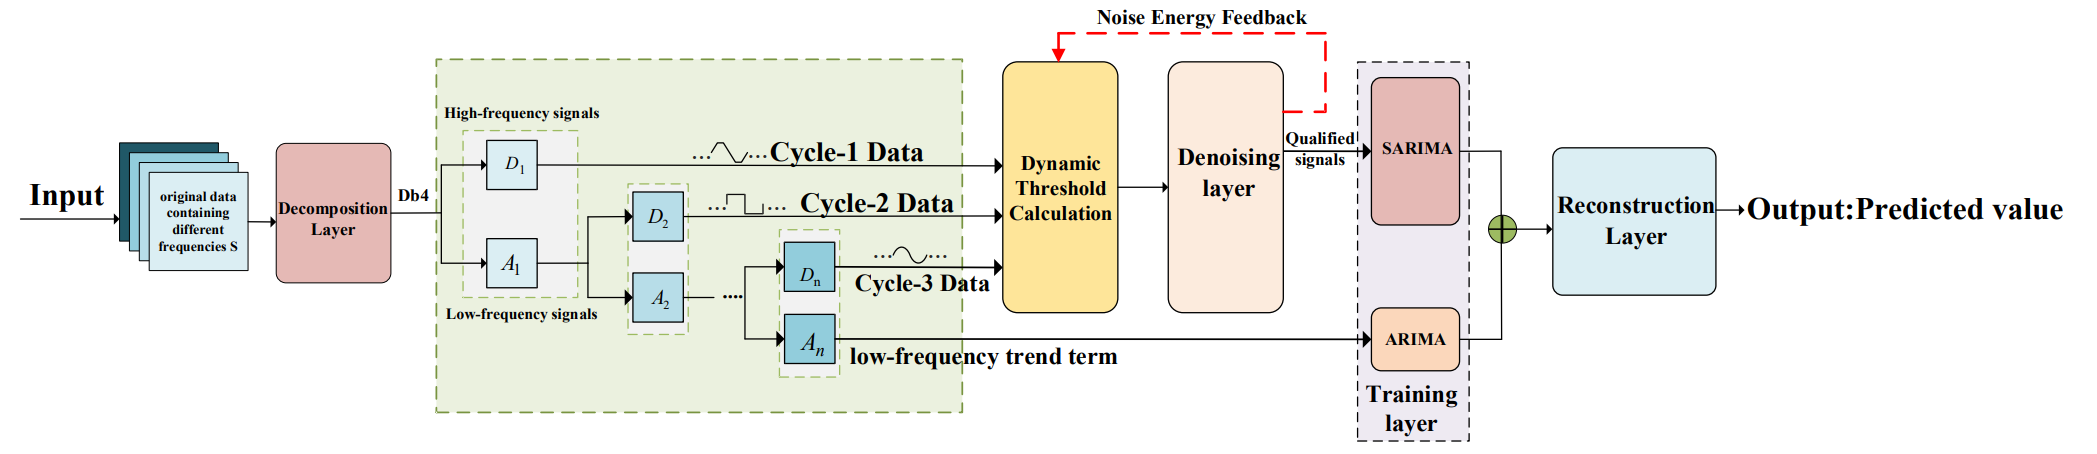 Noise Energy Feedback
Input
original data
containing
different
frequencies S
Decomposition
Layer
Db4
High-frequency signals
D1
A1
Low-frequency signals
D2
A2
....
Dn
An
...
...
Cycle-1 Data
...
...
Cycle-2 Data
...
...
Cycle-3 Data
low-frequency trend term
Dynamic
Threshold
Calculation
Denoising
layer
Qualified
signals
SARIMA
ARIMA
Training
layer
Reconstruction
Layer
Output:Predicted value